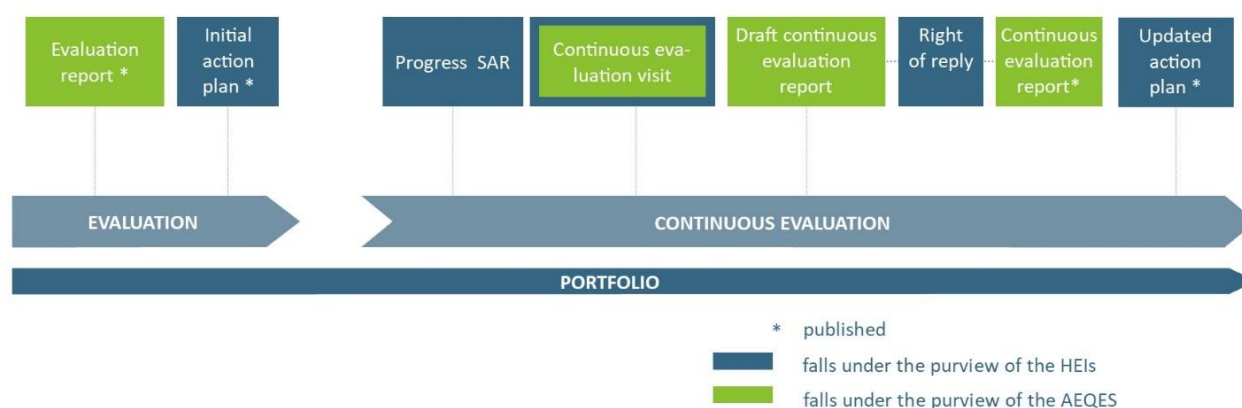 Evaluation
report *
Initial
action
plan *
Progress SAR
Continuous eva-
luation visit
Draft continuous
evaluation
report
Right
of reply
Continuous
evaluation
report*
Updated
action
plan *
EVALUATION
CONTINUOUS EVALUATION
PORTFOLIO
* published
falls under the purview of the HEIs
falls under the purview of the AEQES